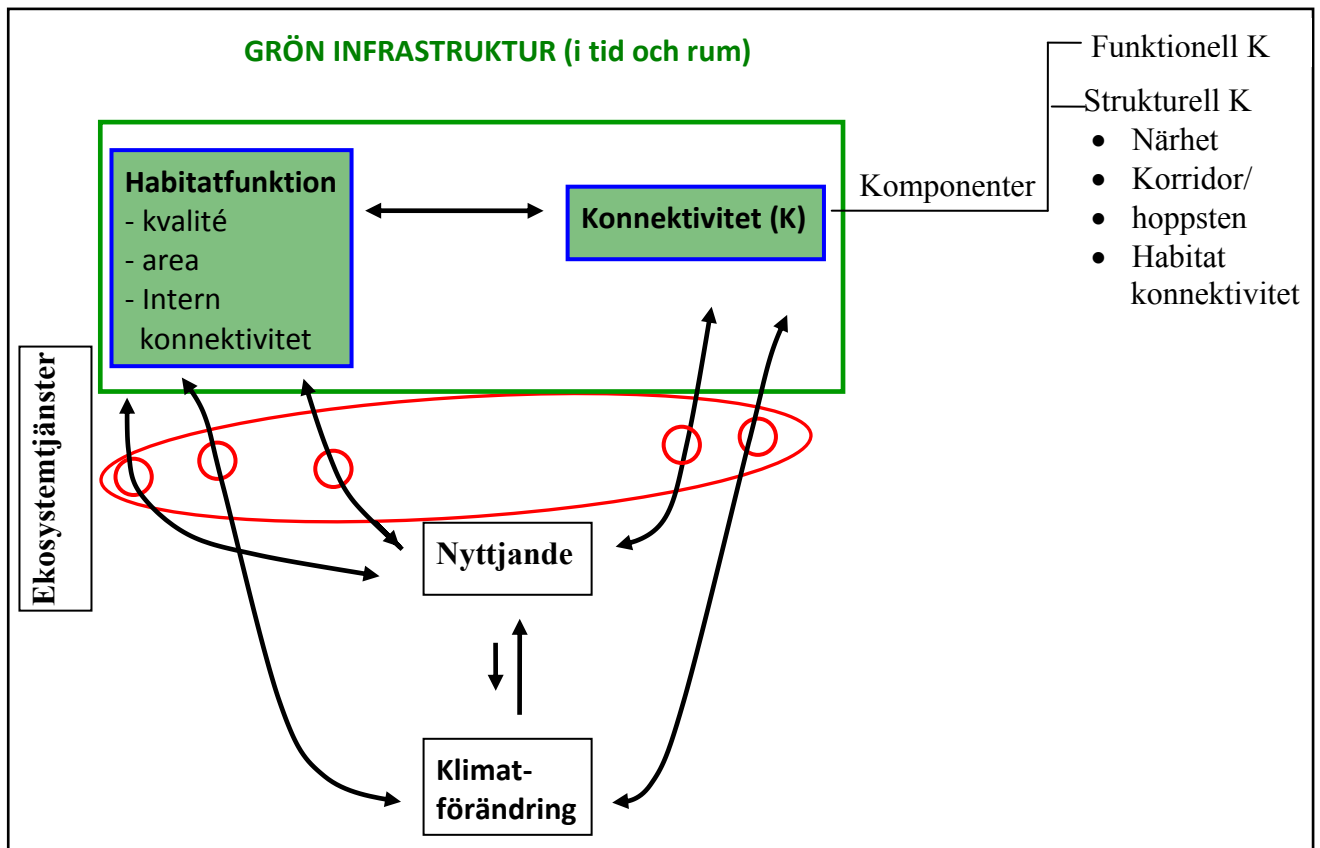 GRÖN INFRASTRUKTUR (i tid och rum)
Funktionell K
Strukturell K
• Närhet
• Korridor/
• hoppsten
• Habitat
konnektivitet
Komponenter
Habitatfunktion
- kvalité
- area
- Intern
konnektivitet
Konnektivitet (K)
Ekosystemtjänster
Nyttjande
Klimat-
förändring